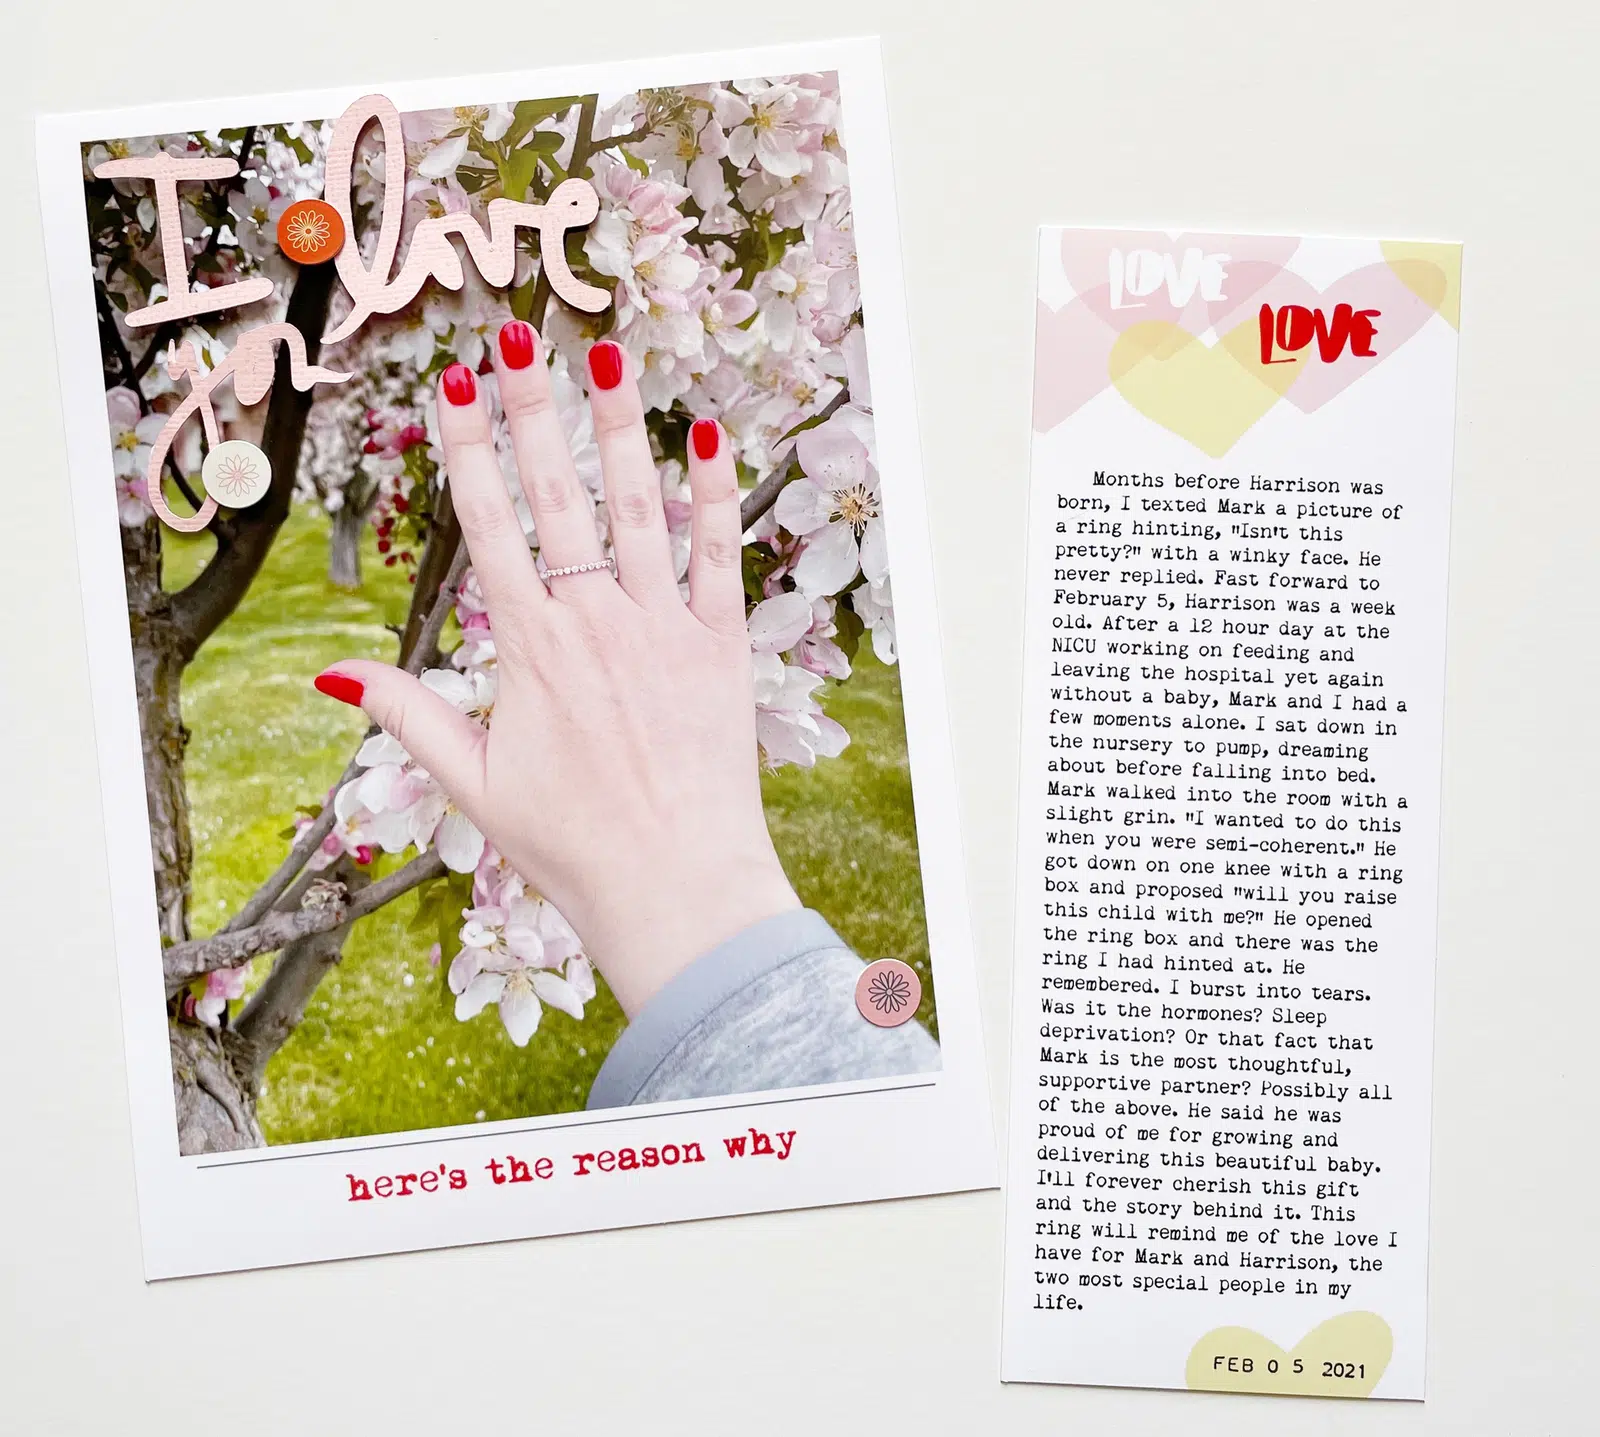 I love
you
here's the reason why
LOVE
LOVE
Months before Harrison was
born, I texted Mark a picture of
a ring hinting, "Isn't this
pretty?" with a winky face. He
never replied. Fast forward to
February 5, Harrison was a week
old. After a 12 hour day at the
NICU working on feeding and
leaving the hospital yet again
without a baby, Mark and I had a
few moments alone. I sat down in
the nursery to pump, dreaming
about before falling into bed.
Mark walked into the room with a
slight grin. "I wanted to do this
when you were semi-coherent." He
got down on one knee with a ring
box and proposed "will you raise
this child with me?" He opened
the ring box and there was the
ring I had hinted at. He
remembered. I burst into tears.
Was it the hormones? Sleep
deprivation? Or that fact that
Mark is the most thoughtful,
supportive partner? Possibly all
of the above. He said he was
proud of me for growing and
delivering this beautiful baby.
I'll forever cherish this gift
and the story behind it. This
ring will remind me of the love I
have for Mark and Harrison, the
two most special people in my
life.
FEB 0 5 2021